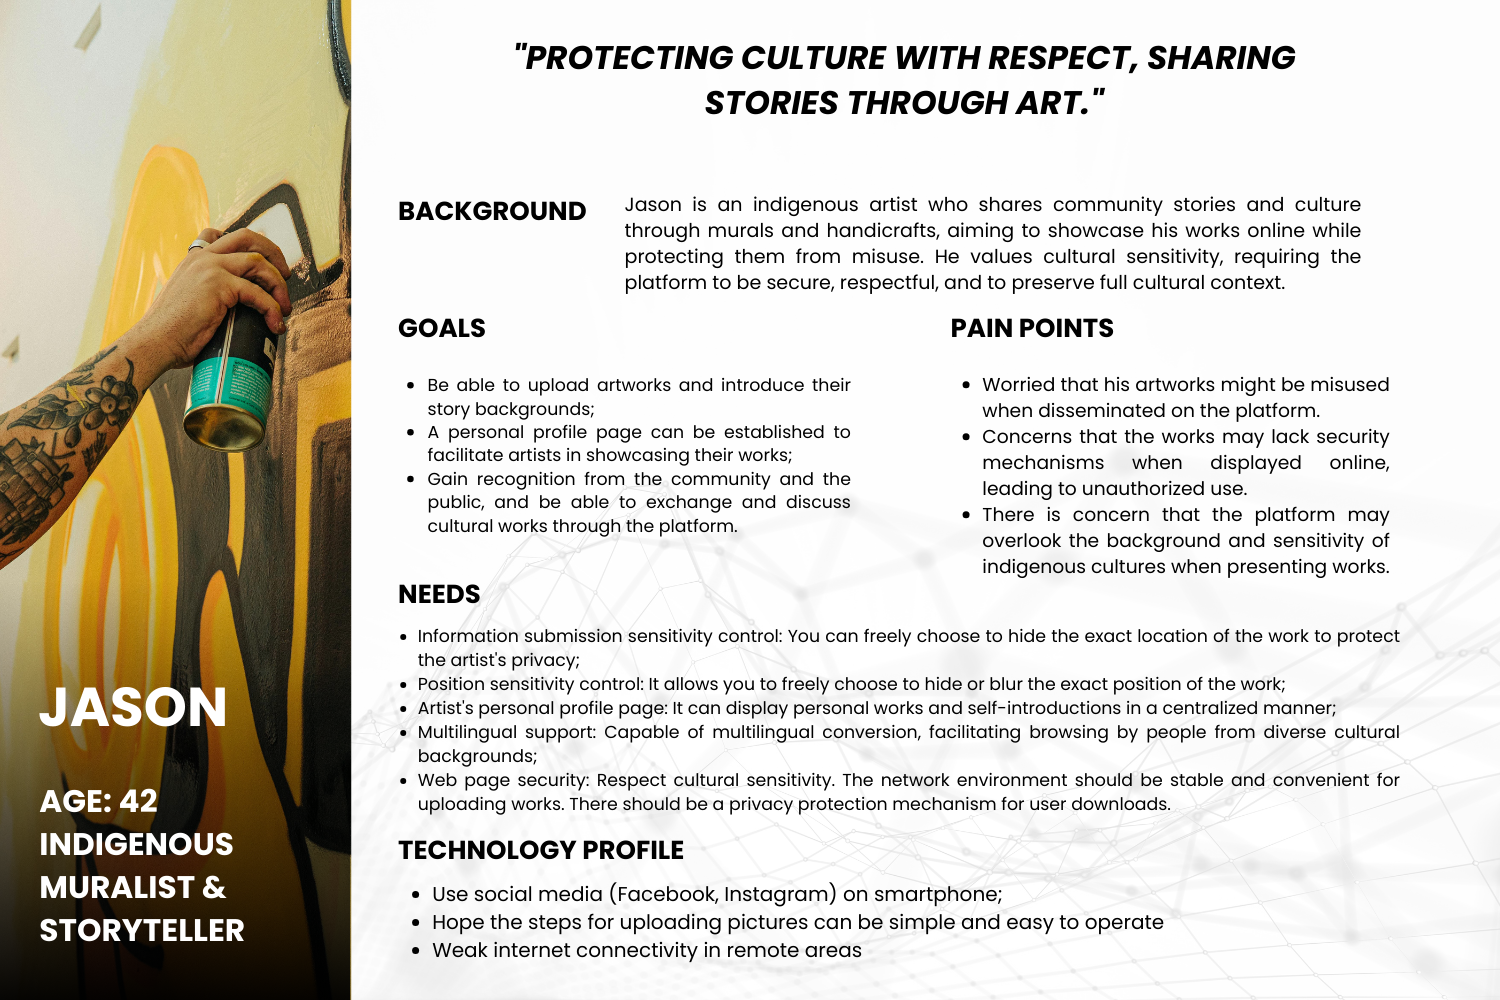 "PROTECTING CULTURE WITH RESPECT, SHARING
STORIES THROUGH ART."
BACKGROUND
Jason is an indigenous artist who shares community stories and culture
through murals and handicrafts, aiming to showcase his works online while
protecting them from misuse. He values cultural sensitivity, requiring the
platform to be secure, respectful, and to preserve full cultural context.
GOALS
• Be able to upload artworks and introduce their
story backgrounds;
• A personal profile page can be established to
facilitate artists in showcasing their works;
• Gain recognition from the community and the
public, and be able to exchange and discuss
cultural works through the platform.
PAIN POINTS
• Worried that his artworks might be misused
when disseminated on the platform.
• Concerns that the works may lack security
mechanisms when displayed online,
leading to unauthorized use.
• There is concern that the platform may
overlook the background and sensitivity of
indigenous cultures when presenting works.
NEEDS
• Information submission sensitivity control: You can freely choose to hide the exact location of the work to protect
the artist's privacy;
• Position sensitivity control: It allows you to freely choose to hide or blur the exact position of the work;
• Artist's personal profile page: It can display personal works and self-introductions in a centralized manner;
• Multilingual support: Capable of multilingual conversion, facilitating browsing by people from diverse cultural
backgrounds;
• Web page security: Respect cultural sensitivity. The network environment should be stable and convenient for
uploading works. There should be a privacy protection mechanism for user downloads.
TECHNOLOGY PROFILE
• Use social media (Facebook, Instagram) on smartphone;
• Hope the steps for uploading pictures can be simple and easy to operate
• Weak internet connectivity in remote areas
JASON
AGE: 42
INDIGENOUS
MURALIST &
STORYTELLER